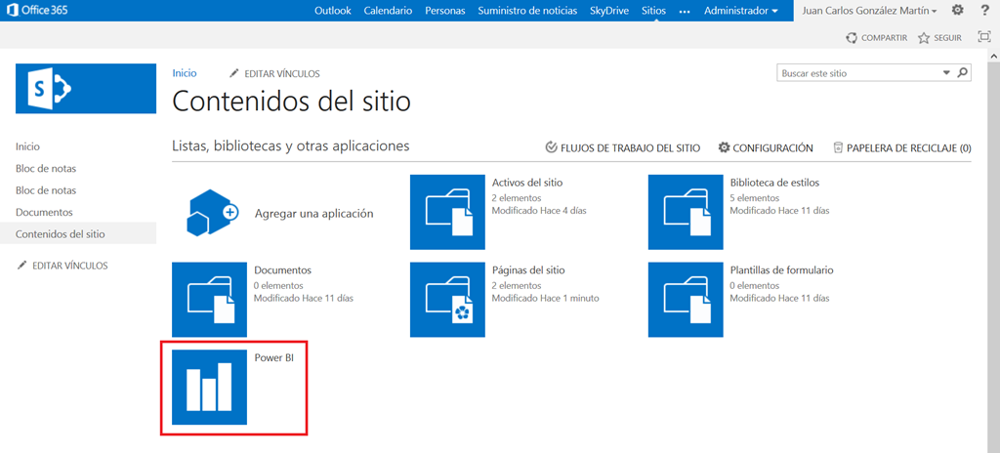 Office 365
Outlook Calendario Personas Suministro de noticias SkyDrive Sitios ••• Administrador Juan Carlos González Martín ?
COMPARTIR SEGUIR
S
Inicio EDITAR VÍNCULOS
Buscar este sitio
Contenidos del sitio
Inicio
Bloc de notas
Bloc de notas
Documentos
Contenidos del sitio
EDITAR VÍNCULOS
Listas, bibliotecas y otras aplicaciones
FLUJOS DE TRABAJO DEL SITIO CONFIGURACIÓN PAPELERA DE RECICLAJE (0)
Agregar una aplicación
Activos del sitio
2 elementos
Modificado Hace 4 días
Biblioteca de estilos
5 elementos
Modificado Hace 11 días
Documentos
0 elementos
Modificado Hace 11 días
Páginas del sitio
2 elementos
Modificado Hace 1 minuto
Plantillas de formulario
0 elementos
Modificado Hace 11 días
Power BI